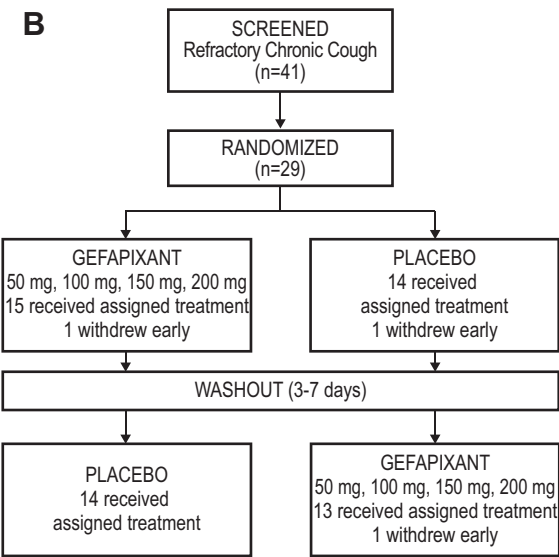 B
SCREENED
Refractory Chronic Cough
(n=41)
RANDOMIZED
(n=29)
GEFAPIXANT
50 mg, 100 mg, 150 mg, 200 mg
15 received assigned treatment
1 withdrew early
PLACEBO
14 received
assigned treatment
1 withdrew early
WASHOUT (3-7 days)
PLACEBO
14 received
assigned treatment
GEFAPIXANT
50 mg, 100 mg, 150 mg, 200 mg
13 received assigned treatment
1 withdrew early